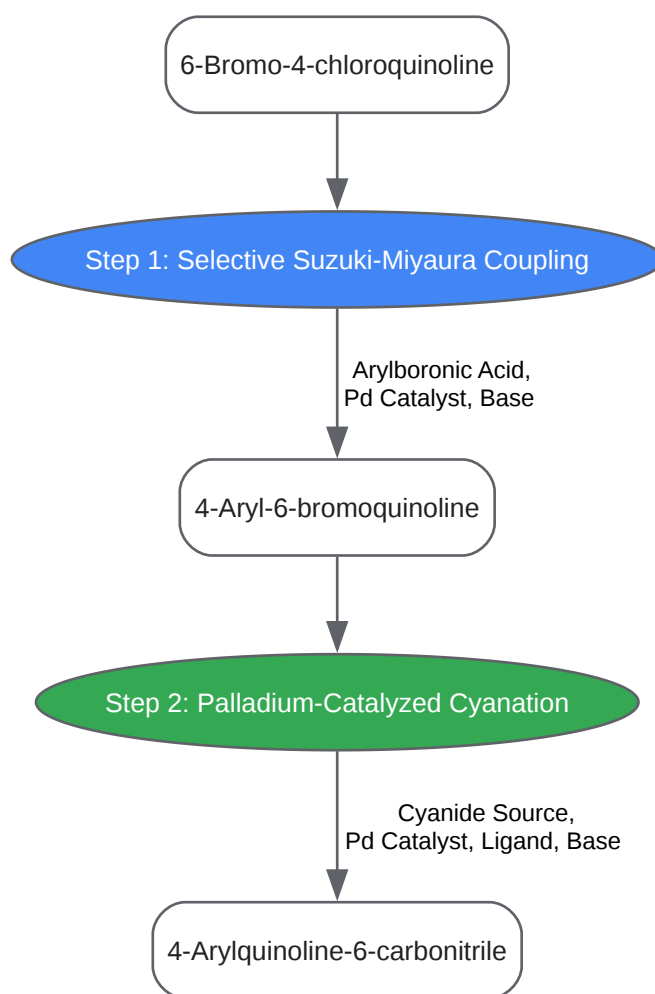 6-Bromo-4-chloroquinoline
Step 1: Selective Suzuki-Miyaura Coupling
Arylboronic Acid,
Pd Catalyst, Base
4-Aryl-6-bromoquinoline
Step 2: Palladium-Catalyzed Cyanation
Cyanide Source,
Pd Catalyst, Ligand, Base
4-Arylquinoline-6-carbonitrile